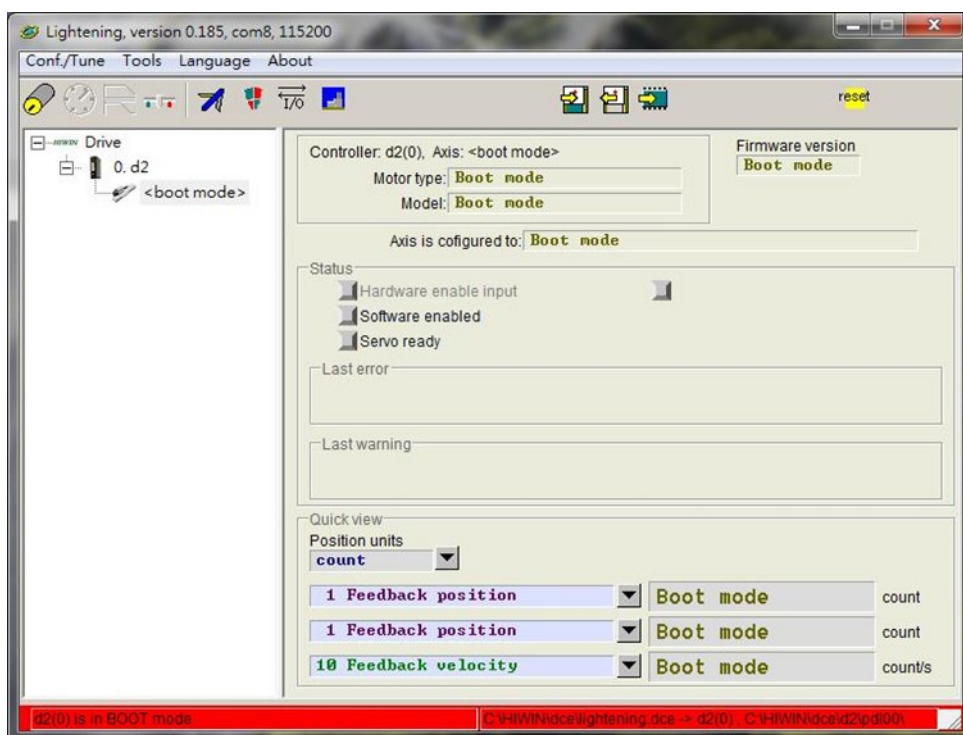 Lightening, version 0.185, com8, 115200
Conf./Tune Tools Language About
I/O
reset
HIWIN Drive
0. d2
<boot mode>
Controller: d2(0), Axis: <boot mode>
Motor type: Boot mode
Model: Boot mode
Firmware version
Boot mode
Axis is cofigured to: Boot mode
Status
Hardware enable input
Software enabled
Servo ready
Last error
Last warning
Quick view
Position units
count
1 Feedback position Boot mode count
1 Feedback position Boot mode count
10 Feedback velocity Boot mode count/s
d2(0) is in BOOT mode
C:\HIWIN\dce\lightening.dce -> d2(0) , C:\HIWIN\dce\d2\pdl00\